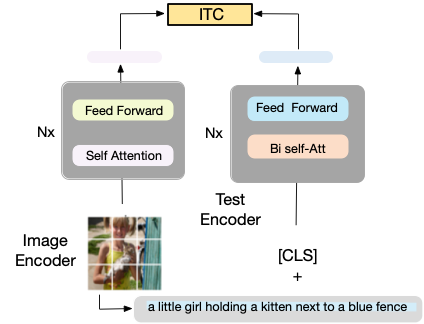 ITC
Feed Forward
Self Attention
Nx
Feed Forward
Bi self-Att
Nx
Test
Encoder
Image
Encoder
[CLS]
+
a little girl holding a kitten next to a blue fence